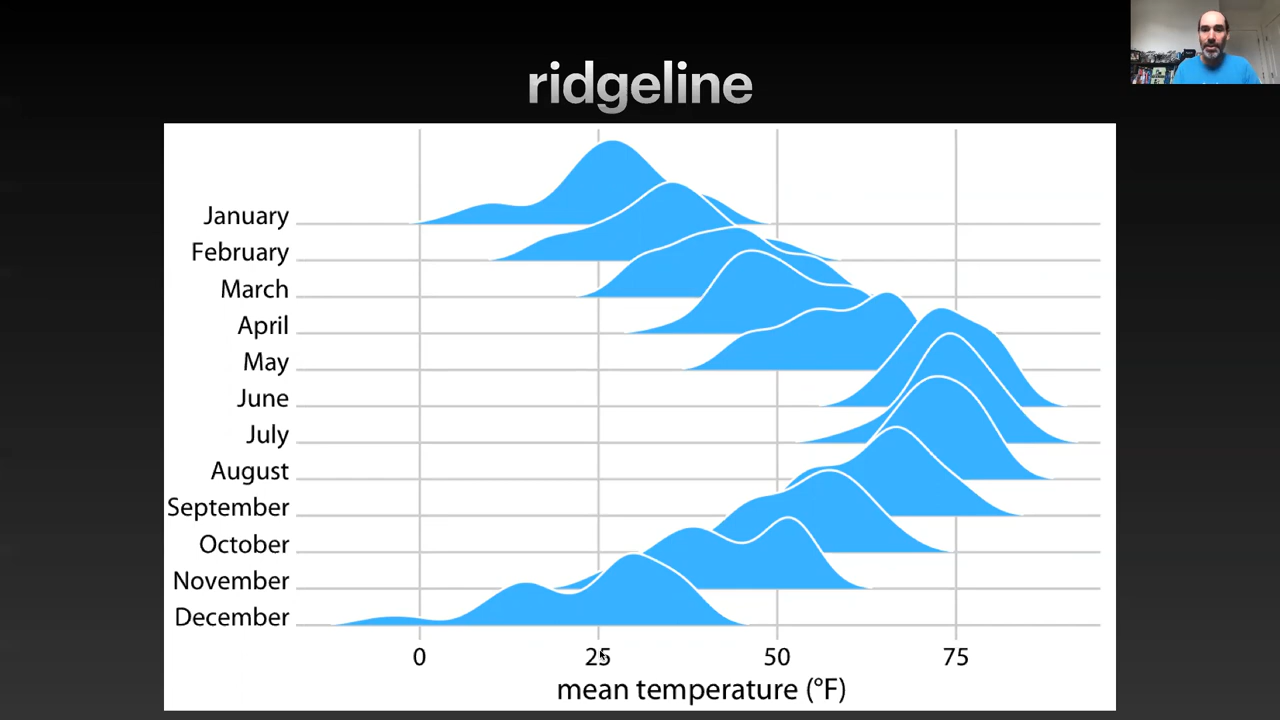 ridgeline
January
February
March
April
May
June
July
August
September
October
November
December
0 25 50 75
mean temperature (°F)